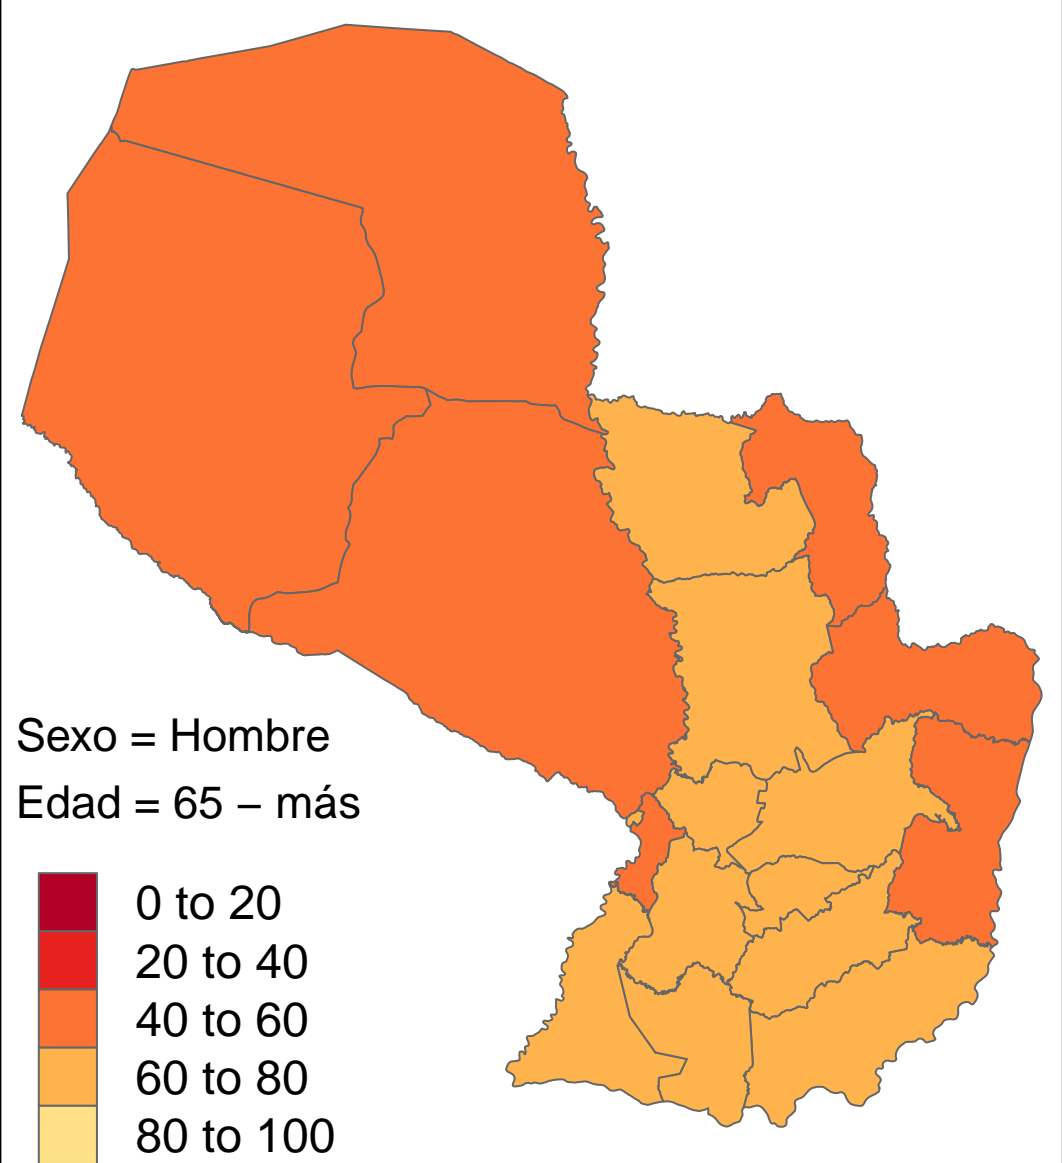 Sexo = Hombre
Edad = 65 – más
0 to 20
20 to 40
40 to 60
60 to 80
80 to 100